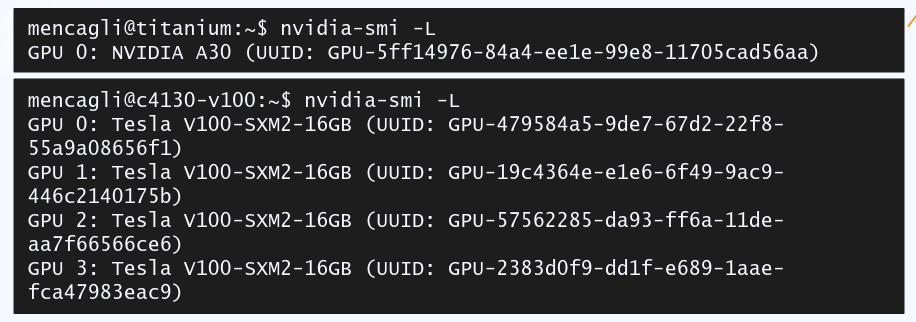 mencagli@titanium:~$ nvidia-smi -L
GPU 0: NVIDIA A30 (UUID: GPU-5ff14976-84a4-ee1e-99e8-11705cad56aa)
mencagli@c4130-v100:~$ nvidia-smi -L
GPU 0: Tesla V100-SXM2-16GB (UUID: GPU-479584a5-9de7-67d2-22f8-
55a9a08656f1)
GPU 1: Tesla V100-SXM2-16GB (UUID: GPU-19c4364e-e1e6-6f49-9ac9-
446c2140175b)
GPU 2: Tesla V100-SXM2-16GB (UUID: GPU-57562285-da93-ff6a-11de-
aa7f66566ce6)
GPU 3: Tesla V100-SXM2-16GB (UUID: GPU-2383d0f9-dd1f-e689-1aae-
fca47983eac9)